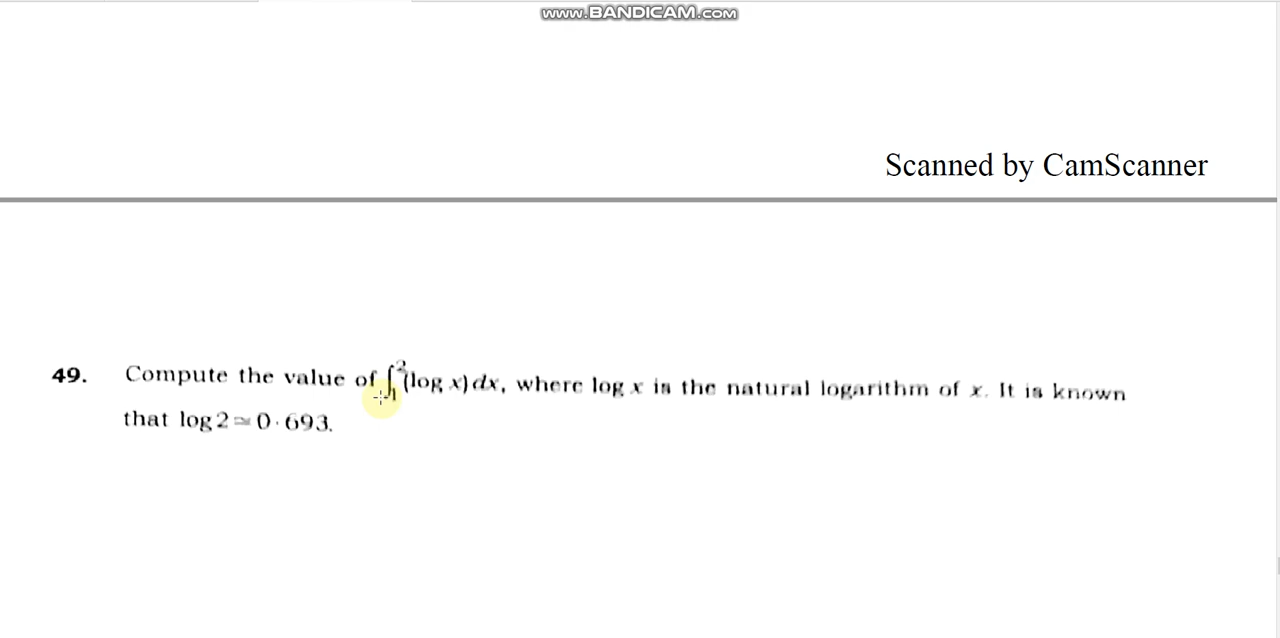 www.BANDICAM.com
Scanned by CamScanner
49. Compute the value of ∫₁²(log x)dx, where log x is the natural logarithm of x. It is known
that log 2 ≃ 0·693.